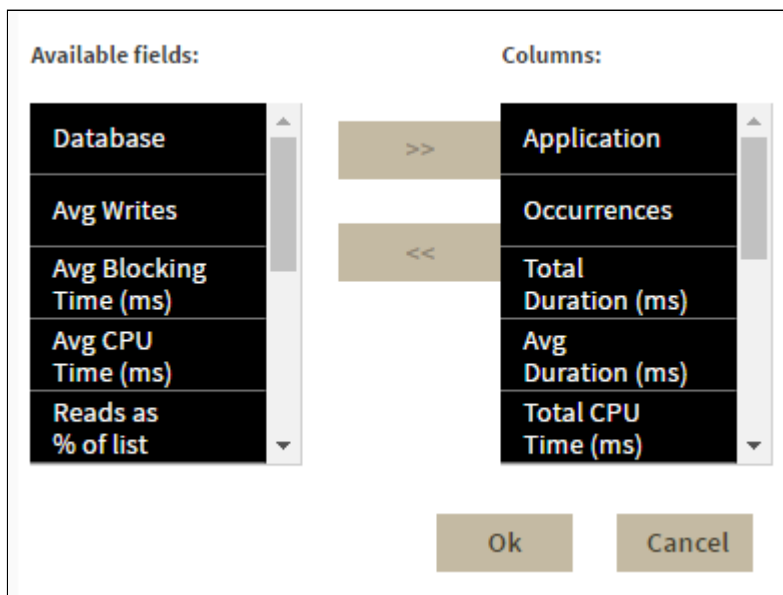 Available fields:
Columns:
Database
Avg Writes
Avg Blocking
Time (ms)
Avg CPU
Time (ms)
Reads as
% of list
>>
<<
Application
Occurrences
Total
Duration (ms)
Avg
Duration (ms)
Total CPU
Time (ms)
Ok
Cancel